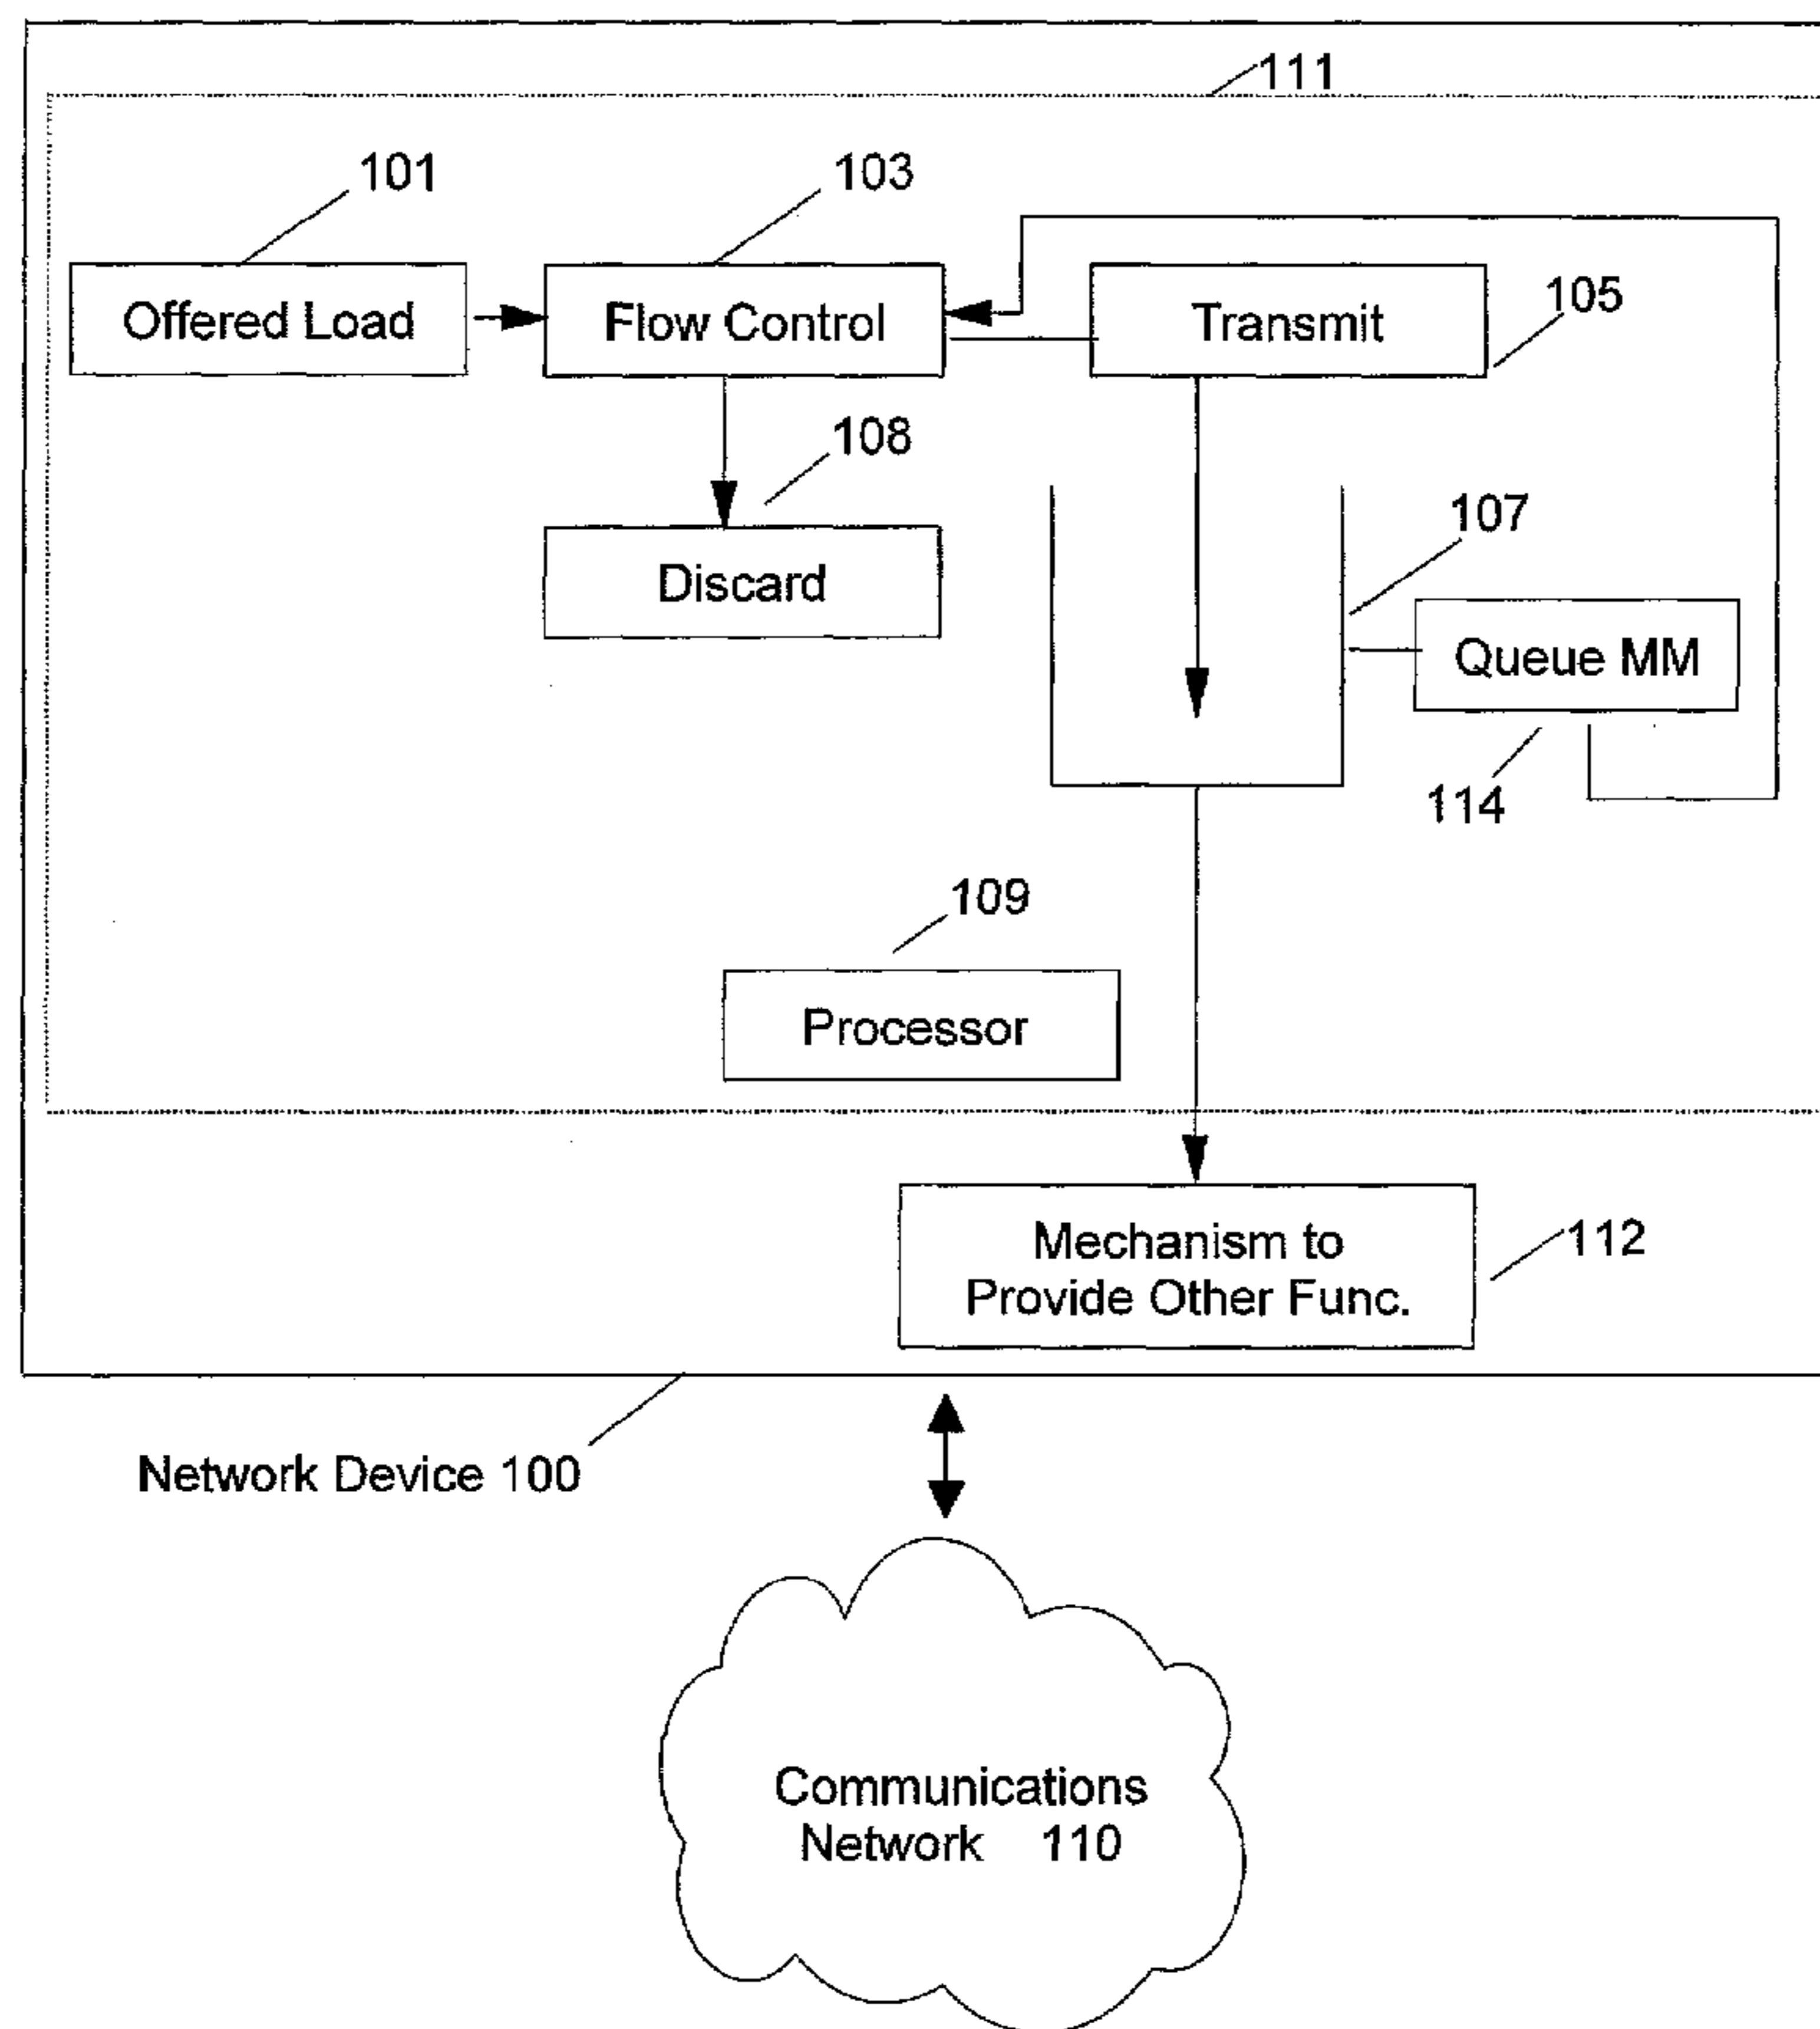 111
101
103
Offered Load
Flow Control
Transmit
105
108
107
Discard
Queue MM
114
109
Processor
Mechanism to
Provide Other Func.
112
Network Device 100
Communications
Network 110